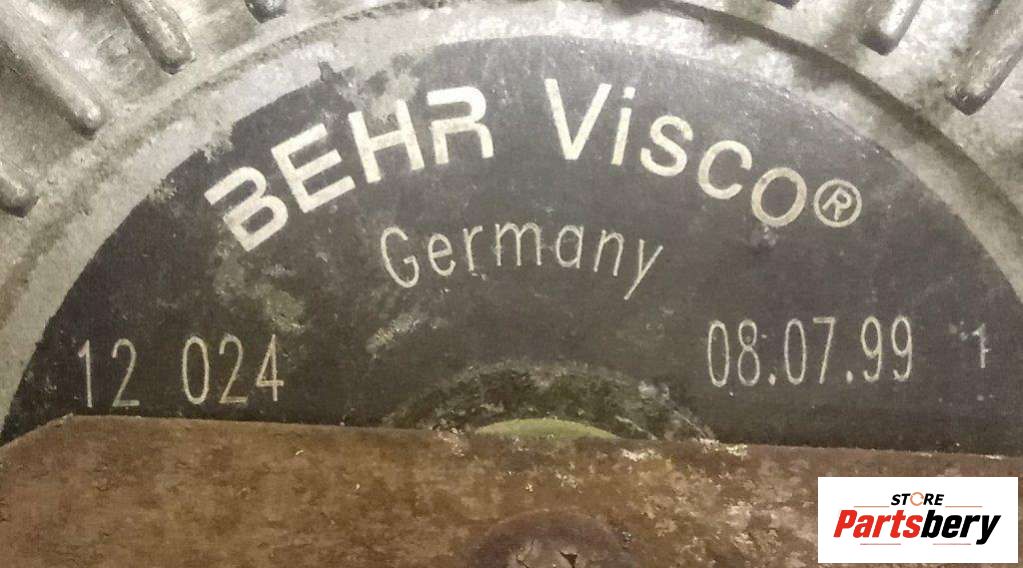 BEHR Visco®
Germany
12 024 08.07.99 1
STORE
Partsbery